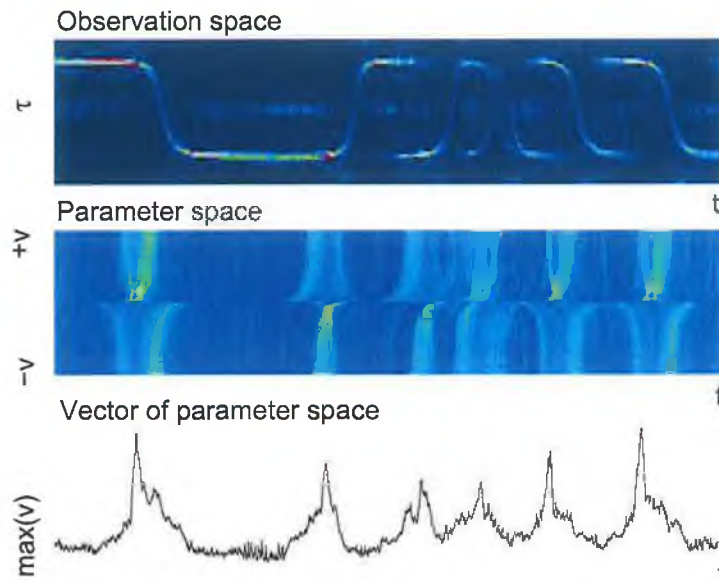 Observation space
τ
t
Parameter space
+v
−v
Vector of parameter space
max(v)